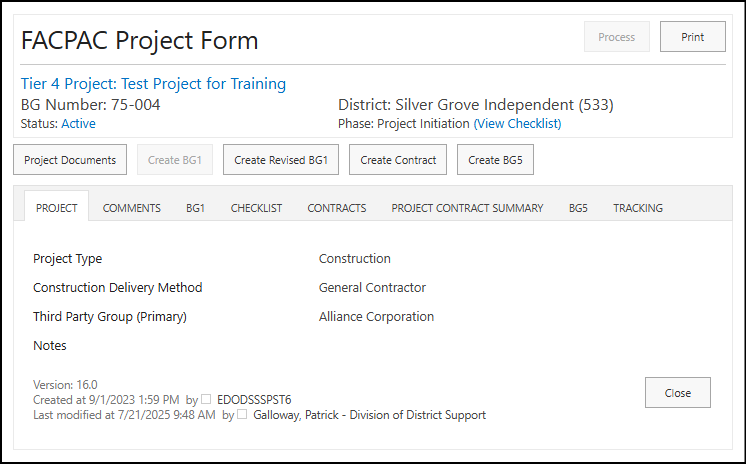 FACPAC Project Form
Process
Print
Tier 4 Project: Test Project for Training
BG Number: 75-004
District: Silver Grove Independent (533)
Status: Active
Phase: Project Initiation (View Checklist)
Project Documents
Create BG1
Create Revised BG1
Create Contract
Create BG5
PROJECT
COMMENTS
BG1
CHECKLIST
CONTRACTS
PROJECT CONTRACT SUMMARY
BG5
TRACKING
Project Type
Construction
Construction Delivery Method
General Contractor
Third Party Group (Primary)
Alliance Corporation
Notes
Version: 16.0
Created at 9/1/2023 1:59 PM by EDODSSSPST6
Last modified at 7/21/2025 9:48 AM by Galloway, Patrick - Division of District Support
Close